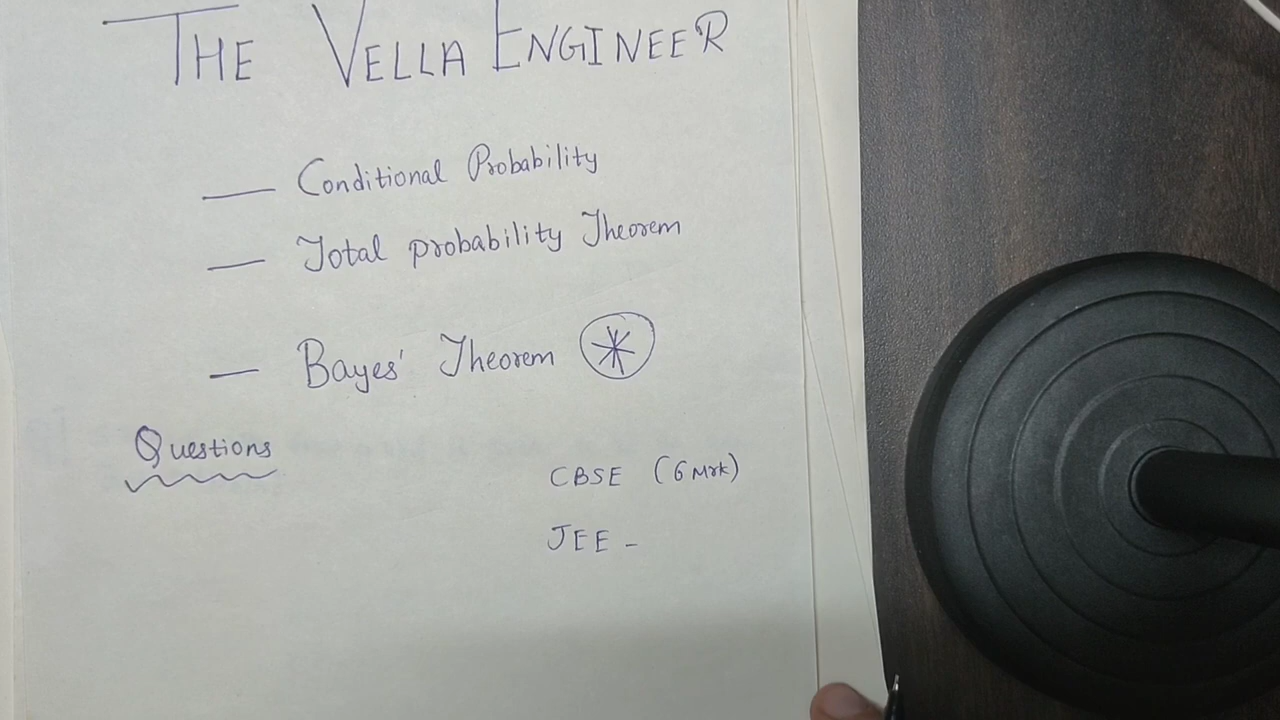 THE VELLA ENGINEER
— Conditional Probability
— Total probability Theorem
— Bayes' Theorem *
Questions
CBSE (6 Mrk)
JEE -